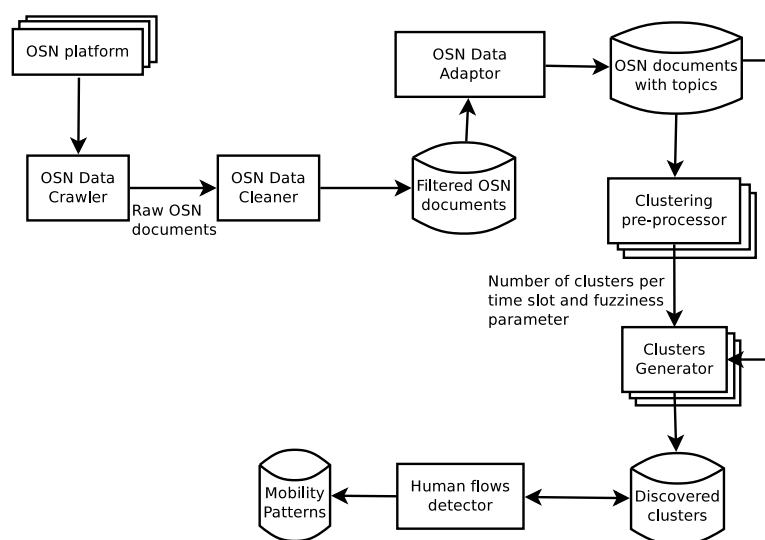 OSN platform
OSN Data
Adaptor
OSN documents
with topics
OSN Data
Crawler
Raw OSN
documents
OSN Data
Cleaner
Filtered OSN
documents
Clustering
pre-processor
Number of clusters per
time slot and fuzziness
parameter
Clusters
Generator
Mobility
Patterns
Human flows
detector
Discovered
clusters